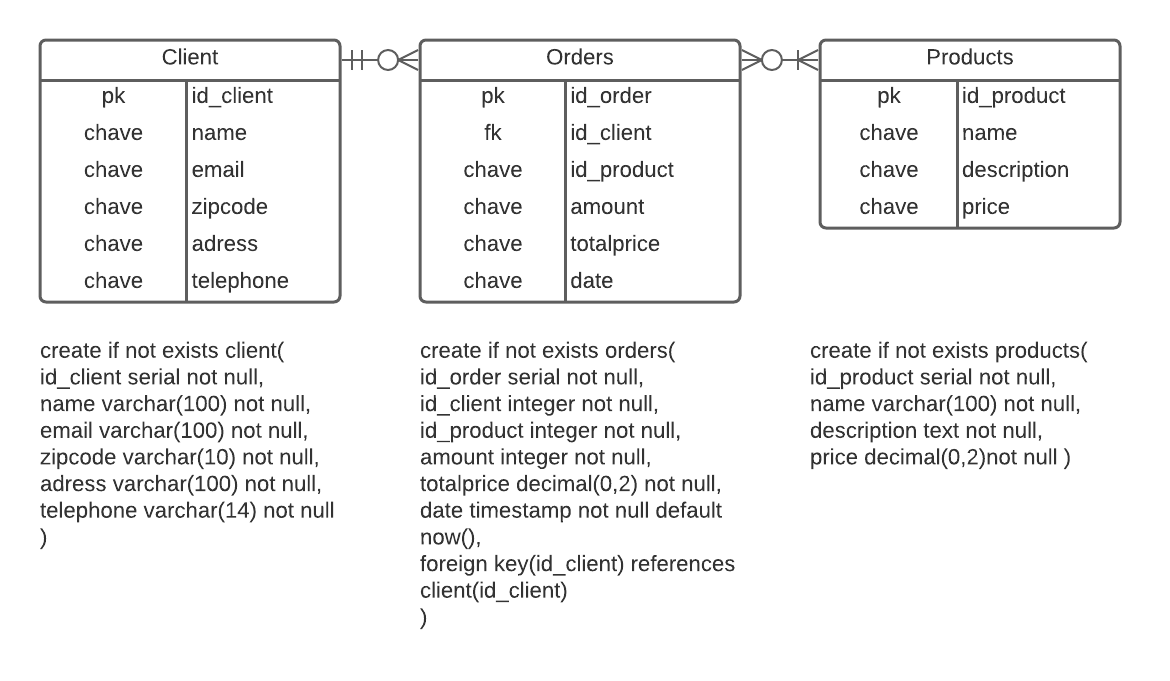 Client
pk id_client
chave name
chave email
chave zipcode
chave adress
chave telephone
Orders
pk id_order
fk id_client
chave id_product
chave amount
chave totalprice
chave date
Products
pk id_product
chave name
chave description
chave price
create if not exists client(
id_client serial not null,
name varchar(100) not null,
email varchar(100) not null,
zipcode varchar(10) not null,
adress varchar(100) not null,
telephone varchar(14) not null
)
create if not exists orders(
id_order serial not null,
id_client integer not null,
id_product integer not null,
amount integer not null,
totalprice decimal(0,2) not null,
date timestamp not null default
now(),
foreign key(id_client) references
client(id_client)
)
create if not exists products(
id_product serial not null,
name varchar(100) not null,
description text not null,
price decimal(0,2)not null )